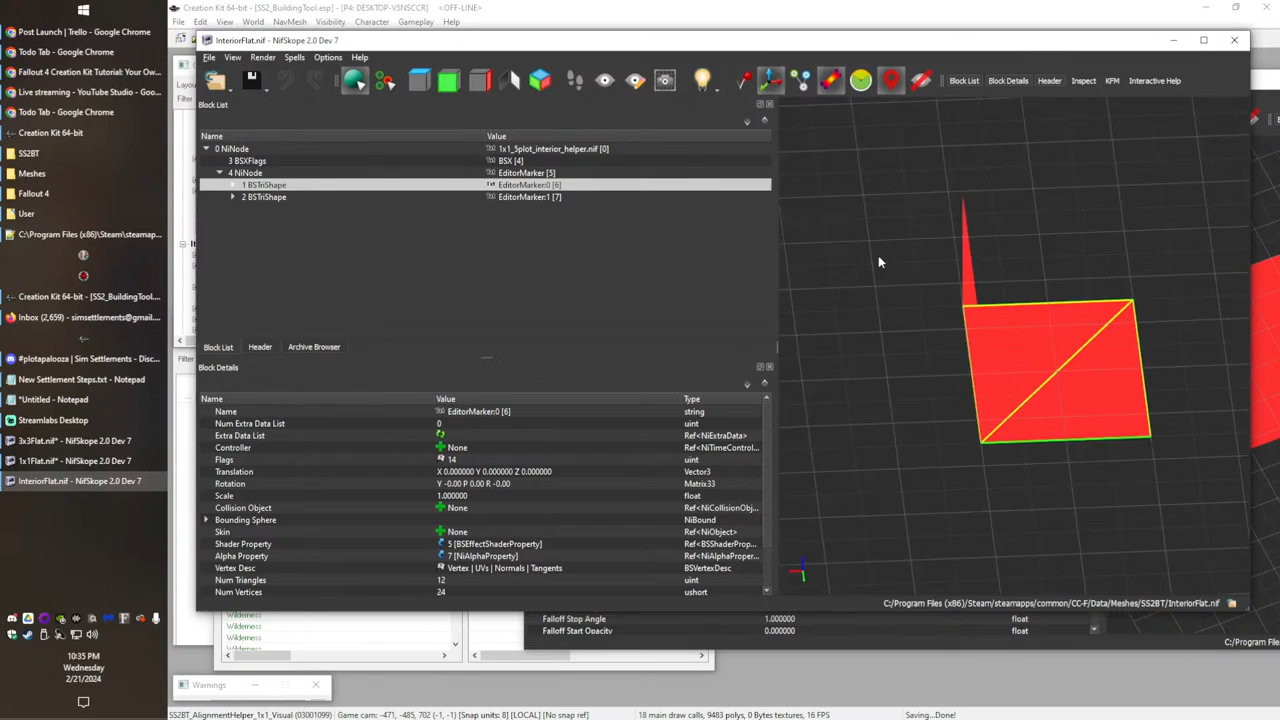 Creation Kit 64-bit - [SS2_BuildingTool.esp] - [P4: DESKTOP-VSNSCCR] <OFF-LINE>
File Edit View World NavMesh Character Gameplay Help
InteriorFlat.nif - NifSkope 2.0 Dev 7
File View Render Spells Options Help
Block List Block Details Header Inspect KFM Interactive Help
Block List
Name Value
0 NiNode 1x1_5plot_interior_helper.nif [0]
3 BSXFlags BSX [4]
4 NiNode EditorMarker [5]
1 BSTriShape EditorMarker:0 [6]
2 BSTriShape EditorMarker:1 [7]
Block List Header Archive Browser
Block Details
Name Value Type
Name EditorMarker:0 [6] string
Num Extra Data List 0 uint
Extra Data List Ref<NiExtraData>
Controller None Ref<NiTimeControl...
Flags 14 uint
Translation X 0.000000 Y 0.000000 Z 0.000000 Vector3
Rotation Y -0.00 P 0.00 R -0.00 Matrix33
Scale 1.000000 float
Collision Object None Ref<NiCollisionObj...
Bounding Sphere NiBound
Skin None Ref<NiObject>
Shader Property 5 [BSEffectShaderProperty] Ref<BSShaderProp...
Alpha Property 7 [NiAlphaProperty] Ref<NiAlphaProper...
Vertex Desc Vertex | UVs | Normals | Tangents BSVertexDesc
Num Triangles 12 uint
Num Vertices 24 ushort
C:/Program Files (x86)/Steam/steamapps/common/CC-F/Data/Meshes/SS2BT/InteriorFlat.nif
Falloff Stop Angle 1.000000 float
Falloff Start Opacity 0.000000 float
C:/Program File
Wilderness
Wilderness
Wilderness
Warnings
SS2BT_AlignmentHelper_1x1_Visual (03001099) Game cam: -471, -485, 702 (-1, -1) [LOCAL] [Snap units: 8] [No snap ref] 18 main draw calls, 9483 polys, 0 Bytes textures, 16 FPS Saving...Done!
Post Launch | Trello - Google Chrome
Todo Tab - Google Chrome
Fallout 4 Creation Kit Tutorial: Your Ow...
Live streaming - YouTube Studio - Goog...
Todo Tab - Google Chrome
Creation Kit 64-bit
SS2BT
Meshes
Fallout 4
User
C:\Program Files (x86)\Steam\steamap...
Creation Kit 64-bit - [SS2_BuildingTool....
Inbox (2,659) - simsettlements@gmail....
#plotapalooza | Sim Settlements - Disc...
New Settlement Steps.txt - Notepad
*Untitled - Notepad
Streamlabs Desktop
3x3Flat.nif* - NifSkope 2.0 Dev 7
1x1Flat.nif* - NifSkope 2.0 Dev 7
InteriorFlat.nif - NifSkope 2.0 Dev 7
10:35 PM
Wednesday
2/21/2024
Layou
Filter
Filter